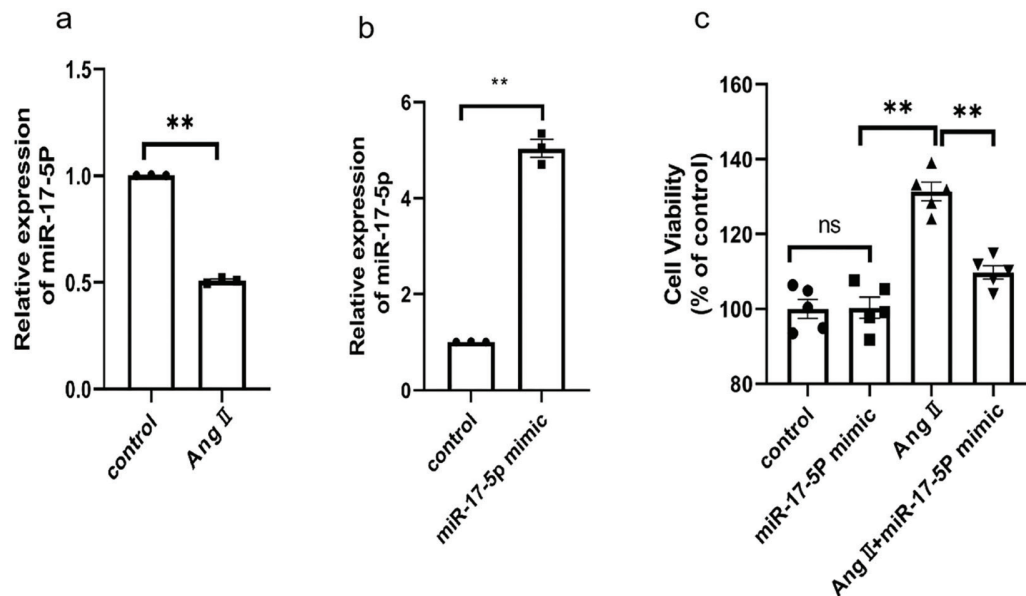 a
Relative expression
of miR-17-5P
1.5
1.0
0.5
0.0
**
control
Ang Ⅱ
b
Relative expression
of miR-17-5p
6
4
2
0
**
control
miR-17-5p mimic
c
Cell Viability
(% of control)
160
140
120
100
80
ns
**
**
control
miR-17-5P mimic
Ang Ⅱ
Ang Ⅱ+miR-17-5P mimic